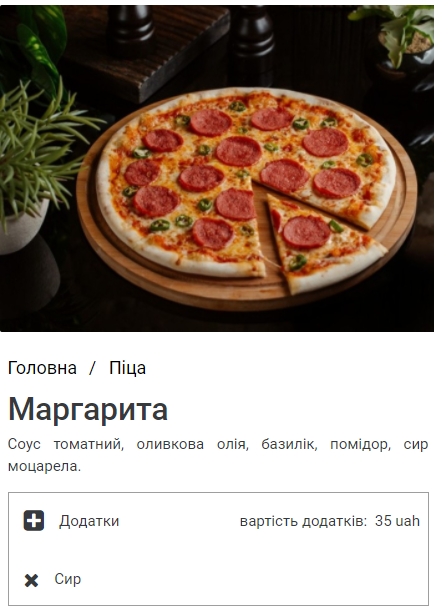 Головна / Піца
Маргарита
Соус томатний, оливкова олія, базилік, помідор, сир
моцарела.
Додатки вартість додатків: 35 uah
Сир